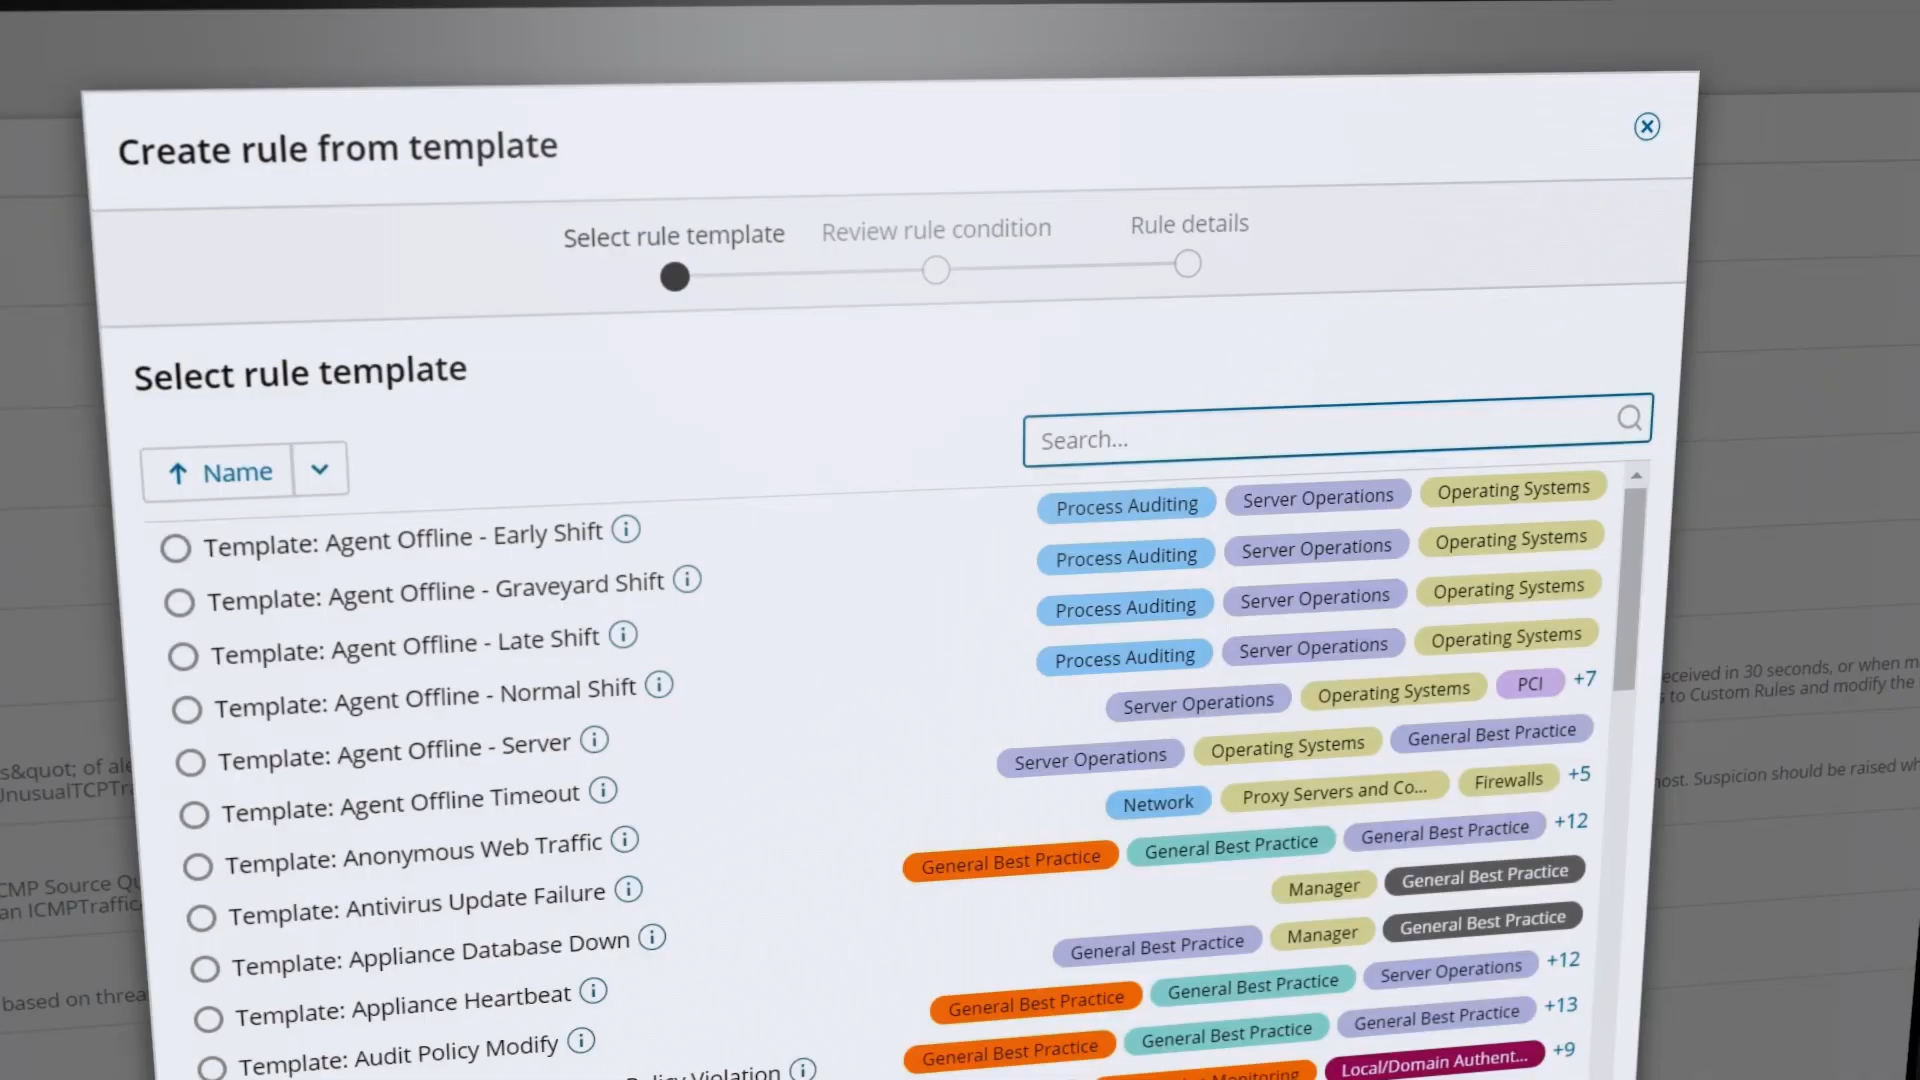 Create rule from template
Select rule template
Review rule condition
Rule details
Select rule template
Name
Search...
Template: Agent Offline - Early Shift
Process Auditing Server Operations Operating Systems
Template: Agent Offline - Graveyard Shift
Process Auditing Server Operations Operating Systems
Template: Agent Offline - Late Shift
Process Auditing Server Operations Operating Systems
Template: Agent Offline - Normal Shift
Process Auditing Server Operations Operating Systems
Template: Agent Offline - Server
Server Operations Operating Systems PCI +7
Template: Agent Offline Timeout
Server Operations Operating Systems General Best Practice
Template: Anonymous Web Traffic
Network Proxy Servers and Co... Firewalls +5
Template: Antivirus Update Failure
General Best Practice General Best Practice General Best Practice +12
Template: Appliance Database Down
Manager General Best Practice
Template: Appliance Heartbeat
General Best Practice Manager General Best Practice
Template: Audit Policy Modify
General Best Practice General Best Practice Server Operations +12
Policy Violation
General Best Practice General Best Practice General Best Practice +13
Monitoring Local/Domain Authent... +9
s&quot; of ale
UnusualTCPTr
CMP Source Qu
an ICMPTraffic
based on threa
eceived in 30 seconds, or when m
s to Custom Rules and modify the
ost. Suspicion should be raised wh